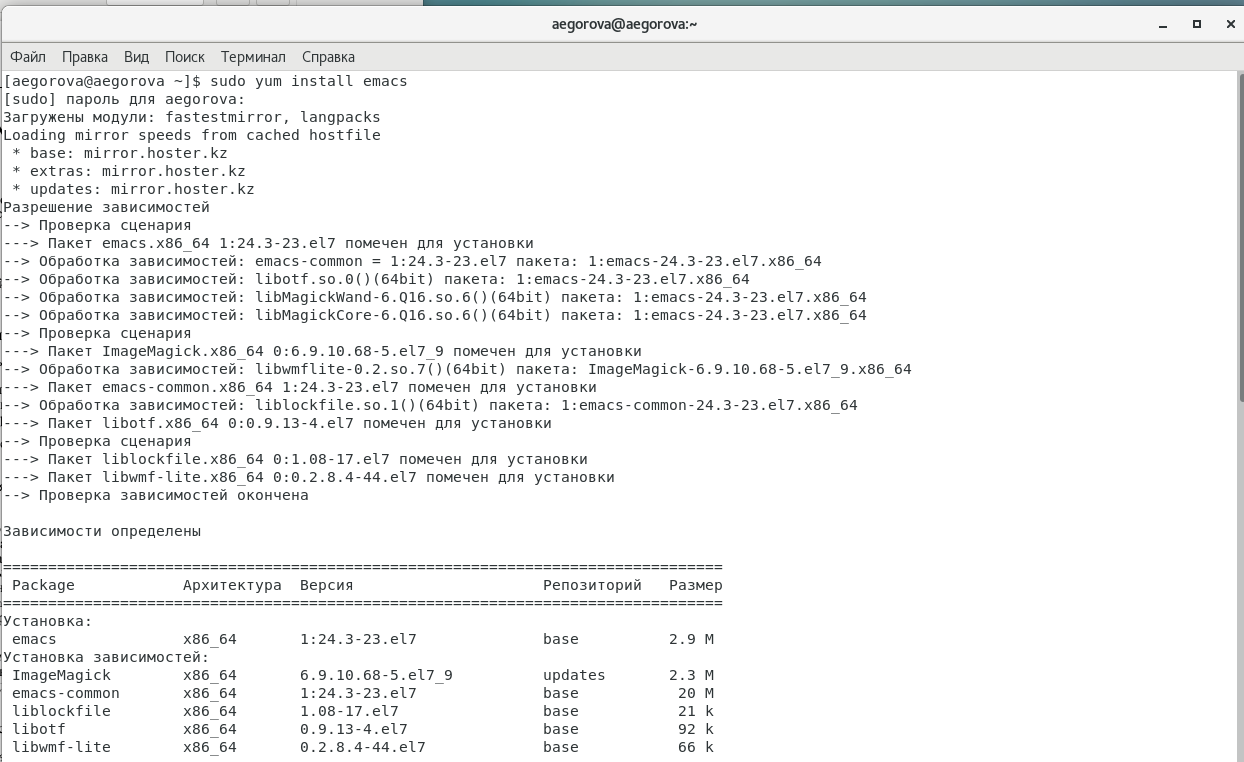 aegorova@aegorova:~
Файл Правка Вид Поиск Терминал Справка
[aegorova@aegorova ~]$ sudo yum install emacs
[sudo] пароль для aegorova:
Загружены модули: fastestmirror, langpacks
Loading mirror speeds from cached hostfile
 * base: mirror.hoster.kz
 * extras: mirror.hoster.kz
 * updates: mirror.hoster.kz
Разрешение зависимостей
--> Проверка сценария
---> Пакет emacs.x86_64 1:24.3-23.el7 помечен для установки
--> Обработка зависимостей: emacs-common = 1:24.3-23.el7 пакета: 1:emacs-24.3-23.el7.x86_64
--> Обработка зависимостей: libotf.so.0()(64bit) пакета: 1:emacs-24.3-23.el7.x86_64
--> Обработка зависимостей: libMagickWand-6.Q16.so.6()(64bit) пакета: 1:emacs-24.3-23.el7.x86_64
--> Обработка зависимостей: libMagickCore-6.Q16.so.6()(64bit) пакета: 1:emacs-24.3-23.el7.x86_64
--> Проверка сценария
---> Пакет ImageMagick.x86_64 0:6.9.10.68-5.el7_9 помечен для установки
--> Обработка зависимостей: libwmflite-0.2.so.7()(64bit) пакета: ImageMagick-6.9.10.68-5.el7_9.x86_64
---> Пакет emacs-common.x86_64 1:24.3-23.el7 помечен для установки
--> Обработка зависимостей: liblockfile.so.1()(64bit) пакета: 1:emacs-common-24.3-23.el7.x86_64
---> Пакет libotf.x86_64 0:0.9.13-4.el7 помечен для установки
--> Проверка сценария
---> Пакет liblockfile.x86_64 0:1.08-17.el7 помечен для установки
---> Пакет libwmf-lite.x86_64 0:0.2.8.4-44.el7 помечен для установки
--> Проверка зависимостей окончена
Зависимости определены
================================================================================
 Package            Архитектура  Версия                     Репозиторий   Размер
================================================================================
Установка:
 emacs              x86_64       1:24.3-23.el7              base          2.9 M
Установка зависимостей:
 ImageMagick        x86_64       6.9.10.68-5.el7_9          updates       2.3 M
 emacs-common       x86_64       1:24.3-23.el7              base           20 M
 liblockfile        x86_64       1.08-17.el7                base           21 k
 libotf             x86_64       0.9.13-4.el7               base           92 k
 libwmf-lite        x86_64       0.2.8.4-44.el7             base           66 k